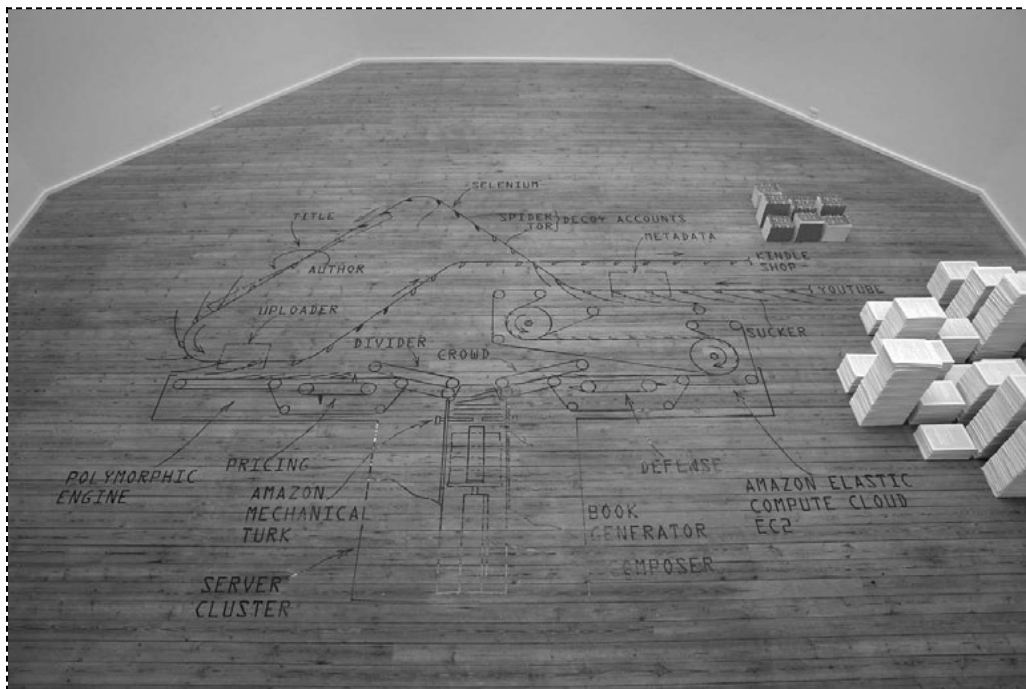 SELENIUM
TITLE
SPIDER
TOR
DECOY ACCOUNTS
METADATA
KINDLE
SHOP
AUTHOR
YOUTUBE
UPLOADER
SUCKER
DIVIDER
CROWD
POLYMORPHIC
ENGINE
PRICING
AMAZON
MECHANICAL
TURK
DEFENSE
AMAZON ELASTIC
COMPUTE CLOUD
EC2
BOOK
GENERATOR
COMPOSER
SERVER
CLUSTER